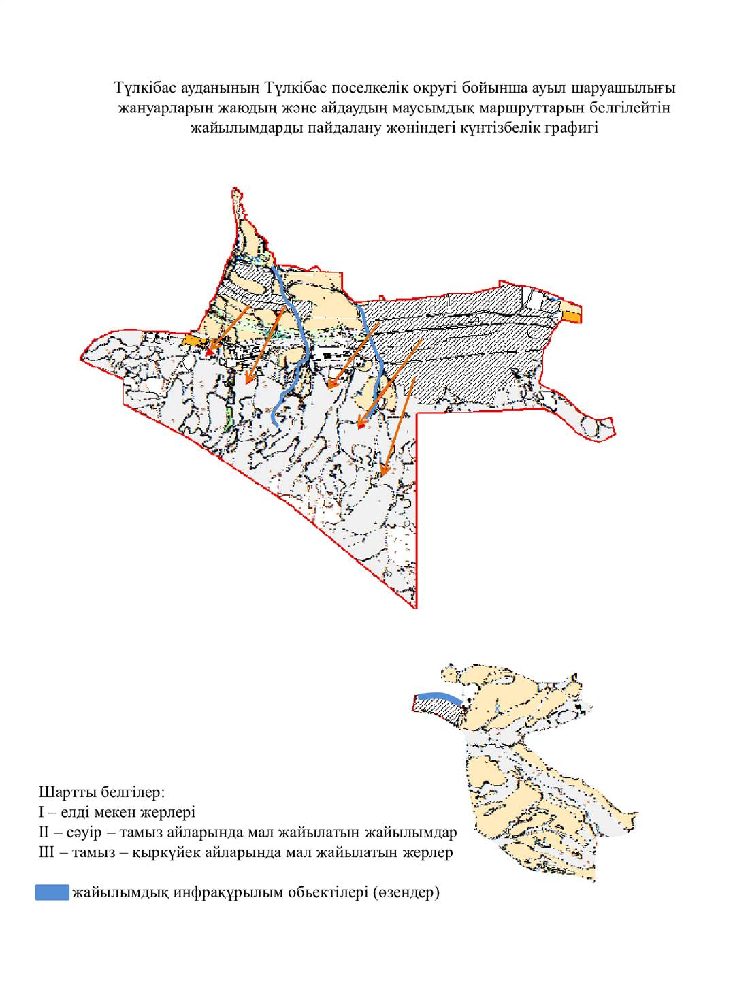 Түлкібас ауданының Түлкібас поселкелік округі бойынша ауыл шаруашылығы
жануарларын жаюдың және айдаудың маусымдық маршруттарын белгілейтін
жайылымдарды пайдалану жөніндегі күнтізбелік графигі
Шартты белгілер:
I – елді мекен жерлері
II – сәуір – тамыз айларында мал жайылатын жайылымдар
III – тамыз – қыркүйек айларында мал жайылатын жерлер
жайылымдық инфрақұрылым обьектілері (өзендер)